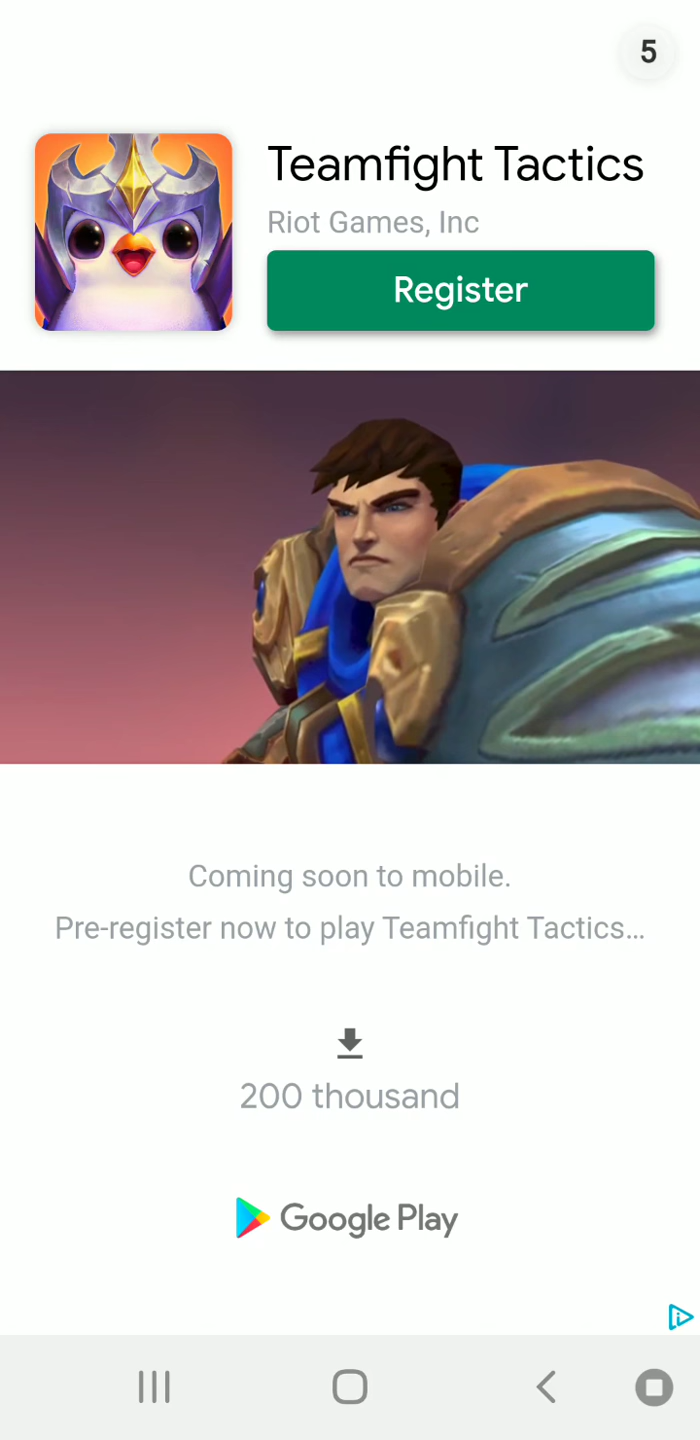 5
Teamfight Tactics
Riot Games, Inc
Register
Coming soon to mobile.
Pre-register now to play Teamfight Tactics...
200 thousand
Google Play